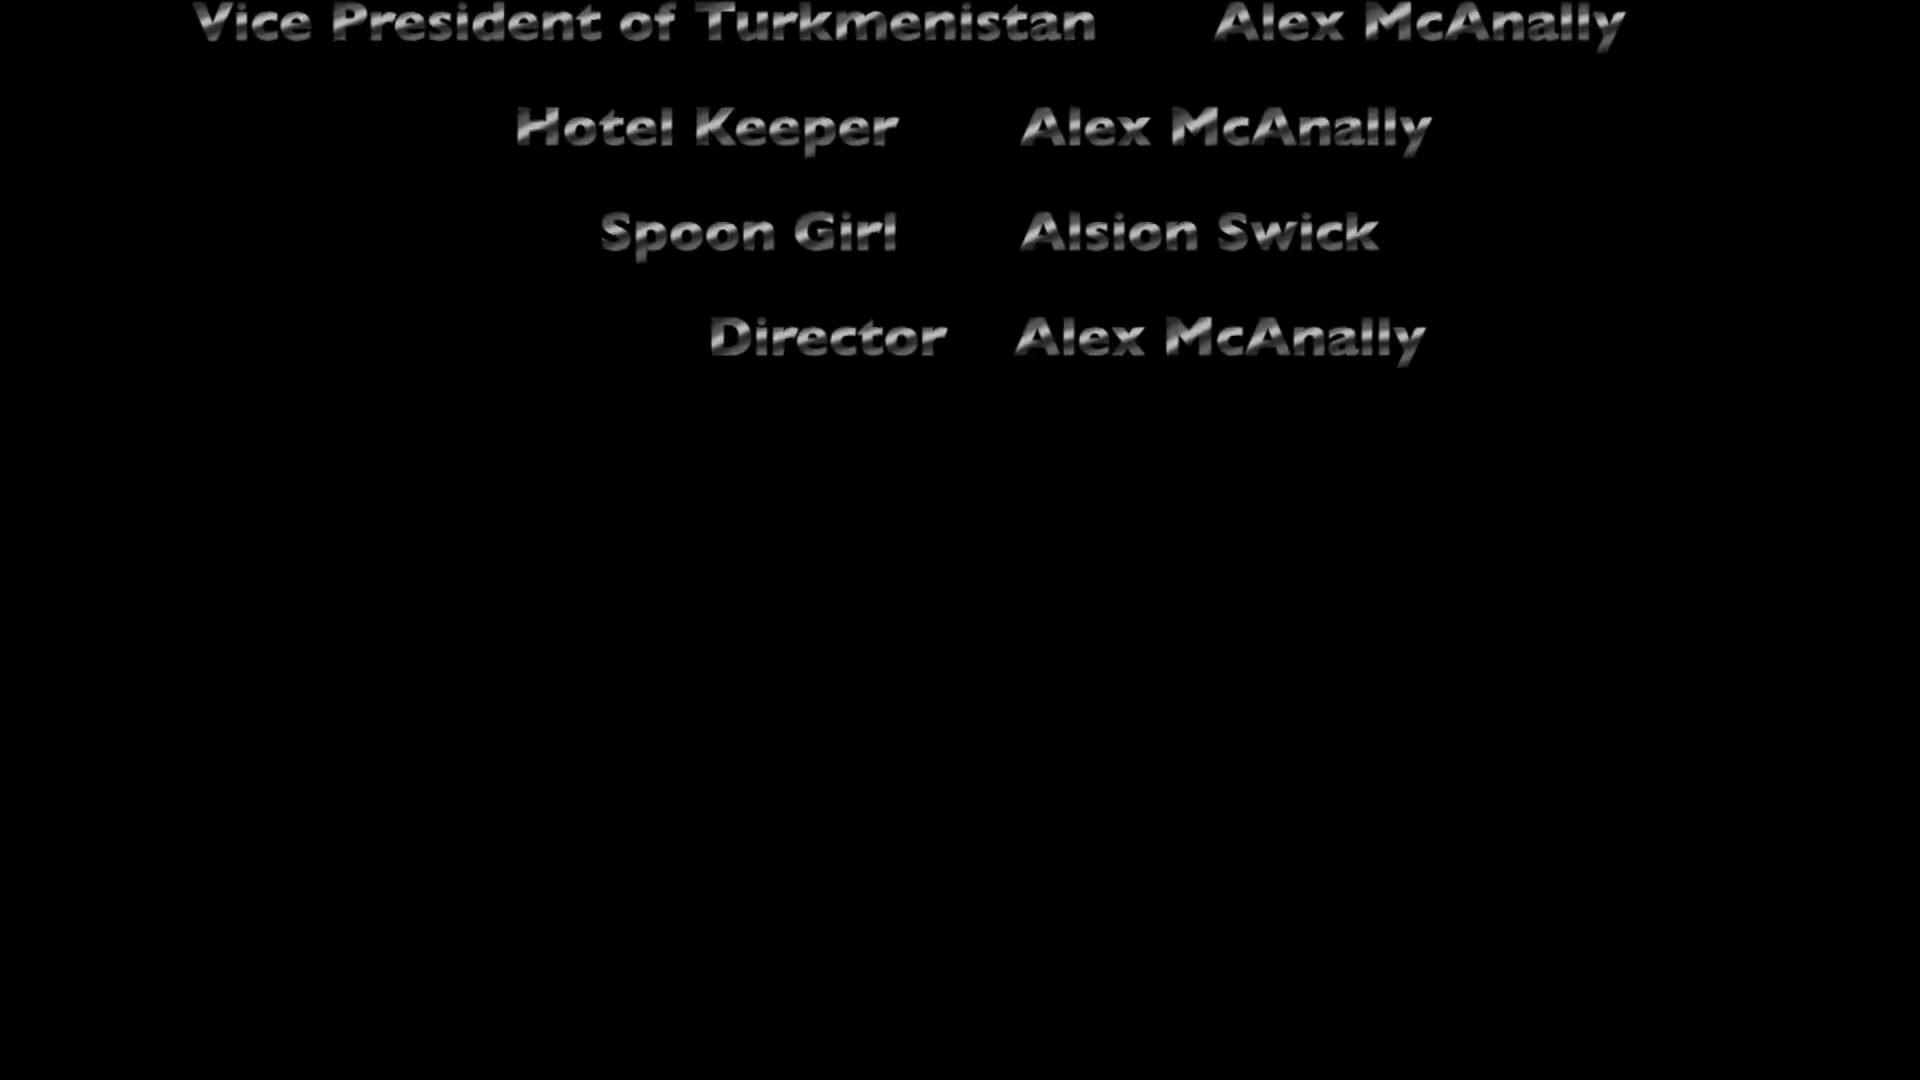 Vice President of Turkmenistan Alex McAnally
Hotel Keeper Alex McAnally
Spoon Girl Alsion Swick
Director Alex McAnally